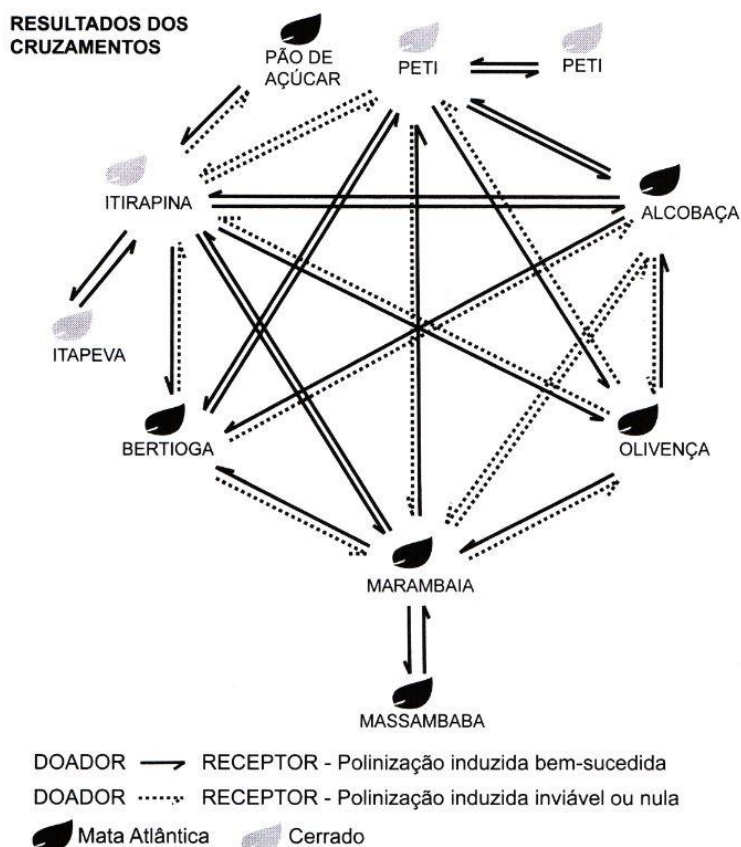 RESULTADOS DOS
CRUZAMENTOS
PÃO DE
AÇÚCAR
PETI
PETI
ITIRAPINA
ALCOBAÇA
ITAPEVA
BERTIOGA
OLIVENÇA
MARAMBAIA
MASSAMBABA
DOADOR RECEPTOR - Polinização induzida bem-sucedida
DOADOR RECEPTOR - Polinização induzida inviável ou nula
Mata Atlântica Cerrado